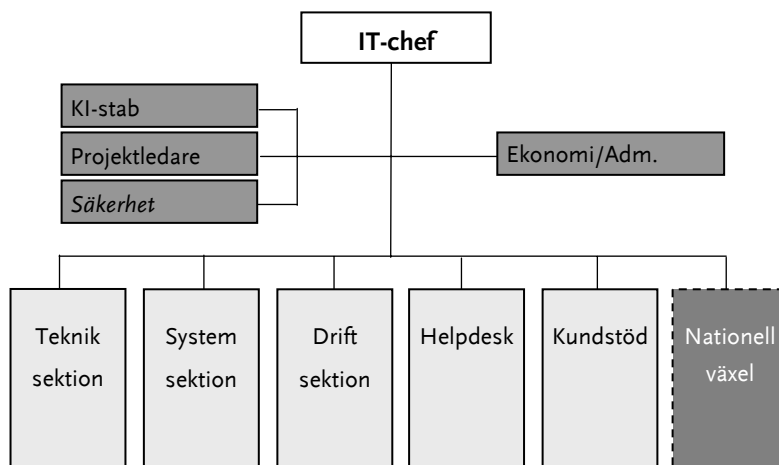 IT-chef
KI-stab
Projektledare
Säkerhet
Ekonomi/Adm.
Teknik
sektion
System
sektion
Drift
sektion
Helpdesk
Kundstöd
Nationell
växel